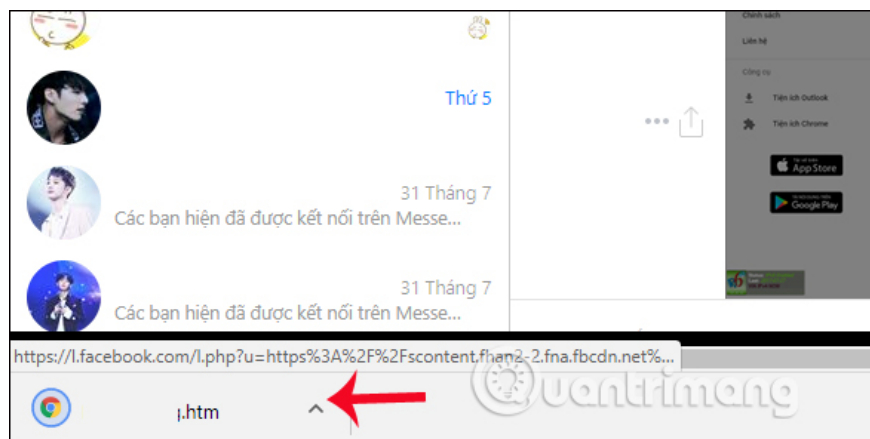 Chính sách
Liên hệ
Công cụ
Tiện ích Outlook
Tiện ích Chrome
App Store
Google Play
Thứ 5
31 Tháng 7
Các bạn hiện đã được kết nối trên Messe...
31 Tháng 7
Các bạn hiện đã được kết nối trên Messe...
https://l.facebook.com/l.php?u=https%3A%2F%2Fscontent.fhan2-2.fna.fbcdn.net%...
.htm
Quantrimang